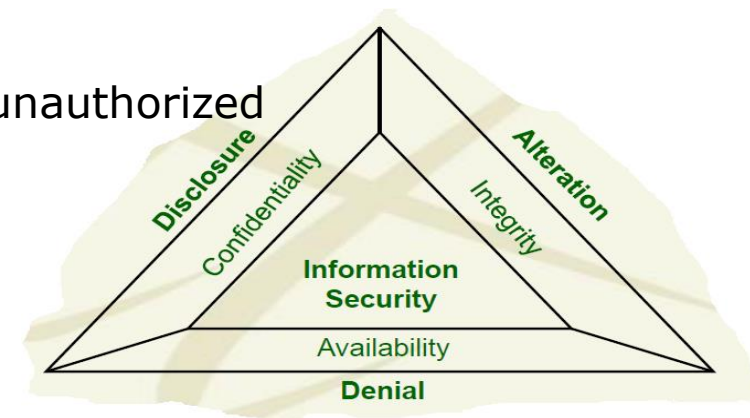 unauthorized
Disclosure
Confidentiality
Alteration
Integrity
Information
Security
Availability
Denial